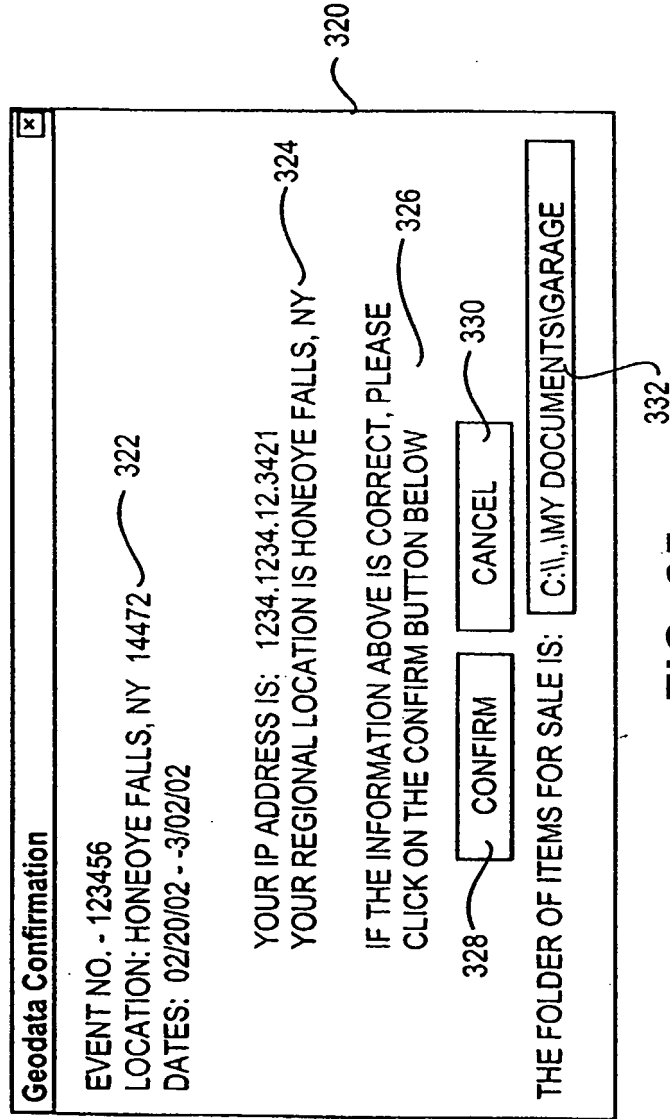 Geodata Confirmation
×
EVENT NO. - 123456
LOCATION: HONEOYE FALLS, NY 14472
322
DATES: 02/20/02 - -3/02/02
YOUR IP ADDRESS IS: 1234.1234.12.3421
YOUR REGIONAL LOCATION IS HONEOYE FALLS, NY
324
IF THE INFORMATION ABOVE IS CORRECT, PLEASE
CLICK ON THE CONFIRM BUTTON BELOW
326
328
CONFIRM
CANCEL
330
THE FOLDER OF ITEMS FOR SALE IS:
C:\\,,\MY DOCUMENTS\GARAGE
320
332